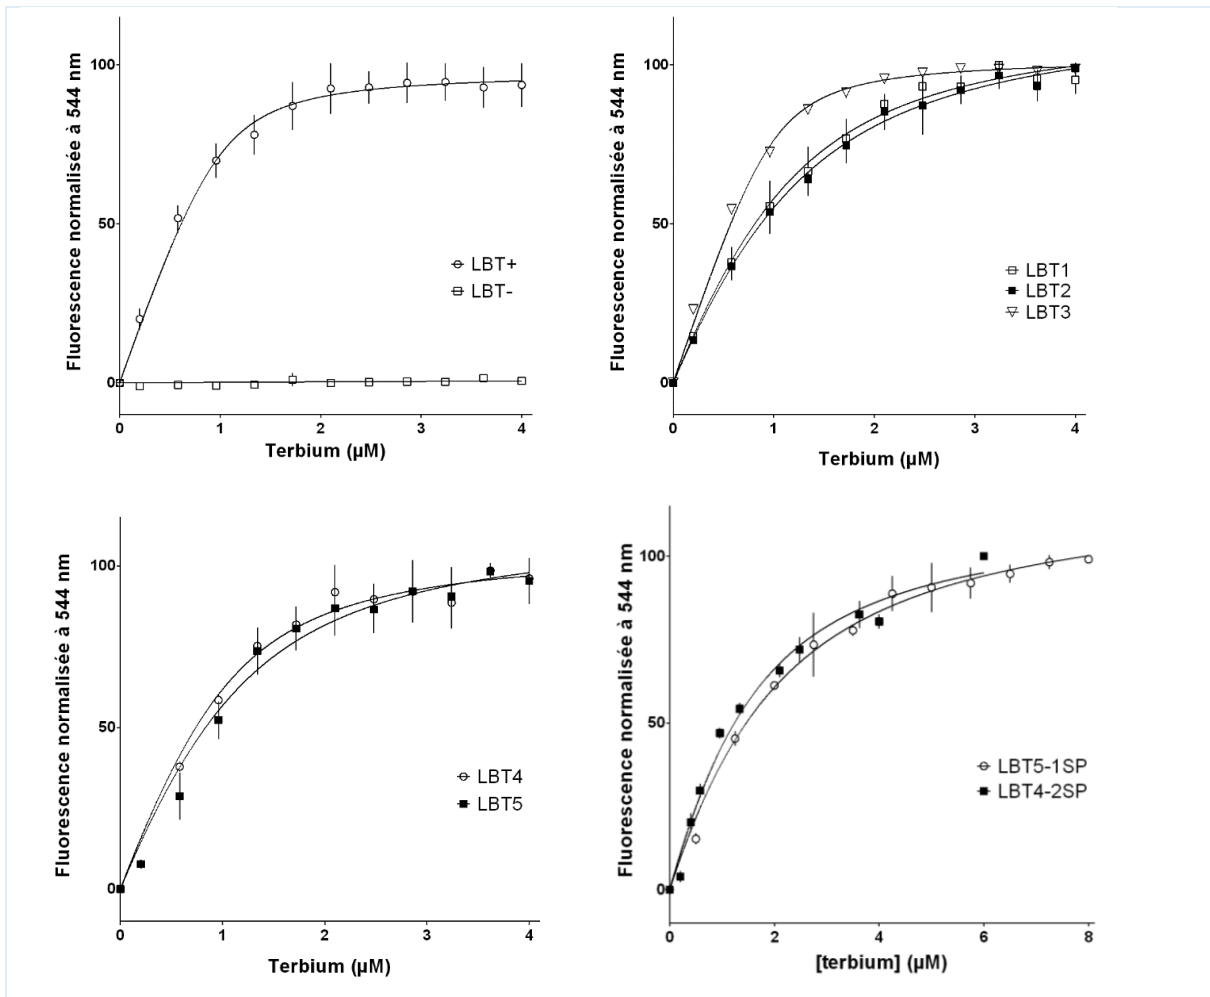 Fluorescence normalisée à 544 nm
100
50
0
LBT+
LBT-
0 1 2 3 4
Terbium (µM)
Fluorescence normalisée à 544 nm
100
50
0
LBT1
LBT2
LBT3
0 1 2 3 4
Terbium (µM)
Fluorescence normalisée à 544 nm
100
50
0
LBT4
LBT5
0 1 2 3 4
Terbium (µM)
Fluorescence normalisée à 544 nm
100
50
0
LBT5-1SP
LBT4-2SP
0 2 4 6 8
[terbium] (µM)